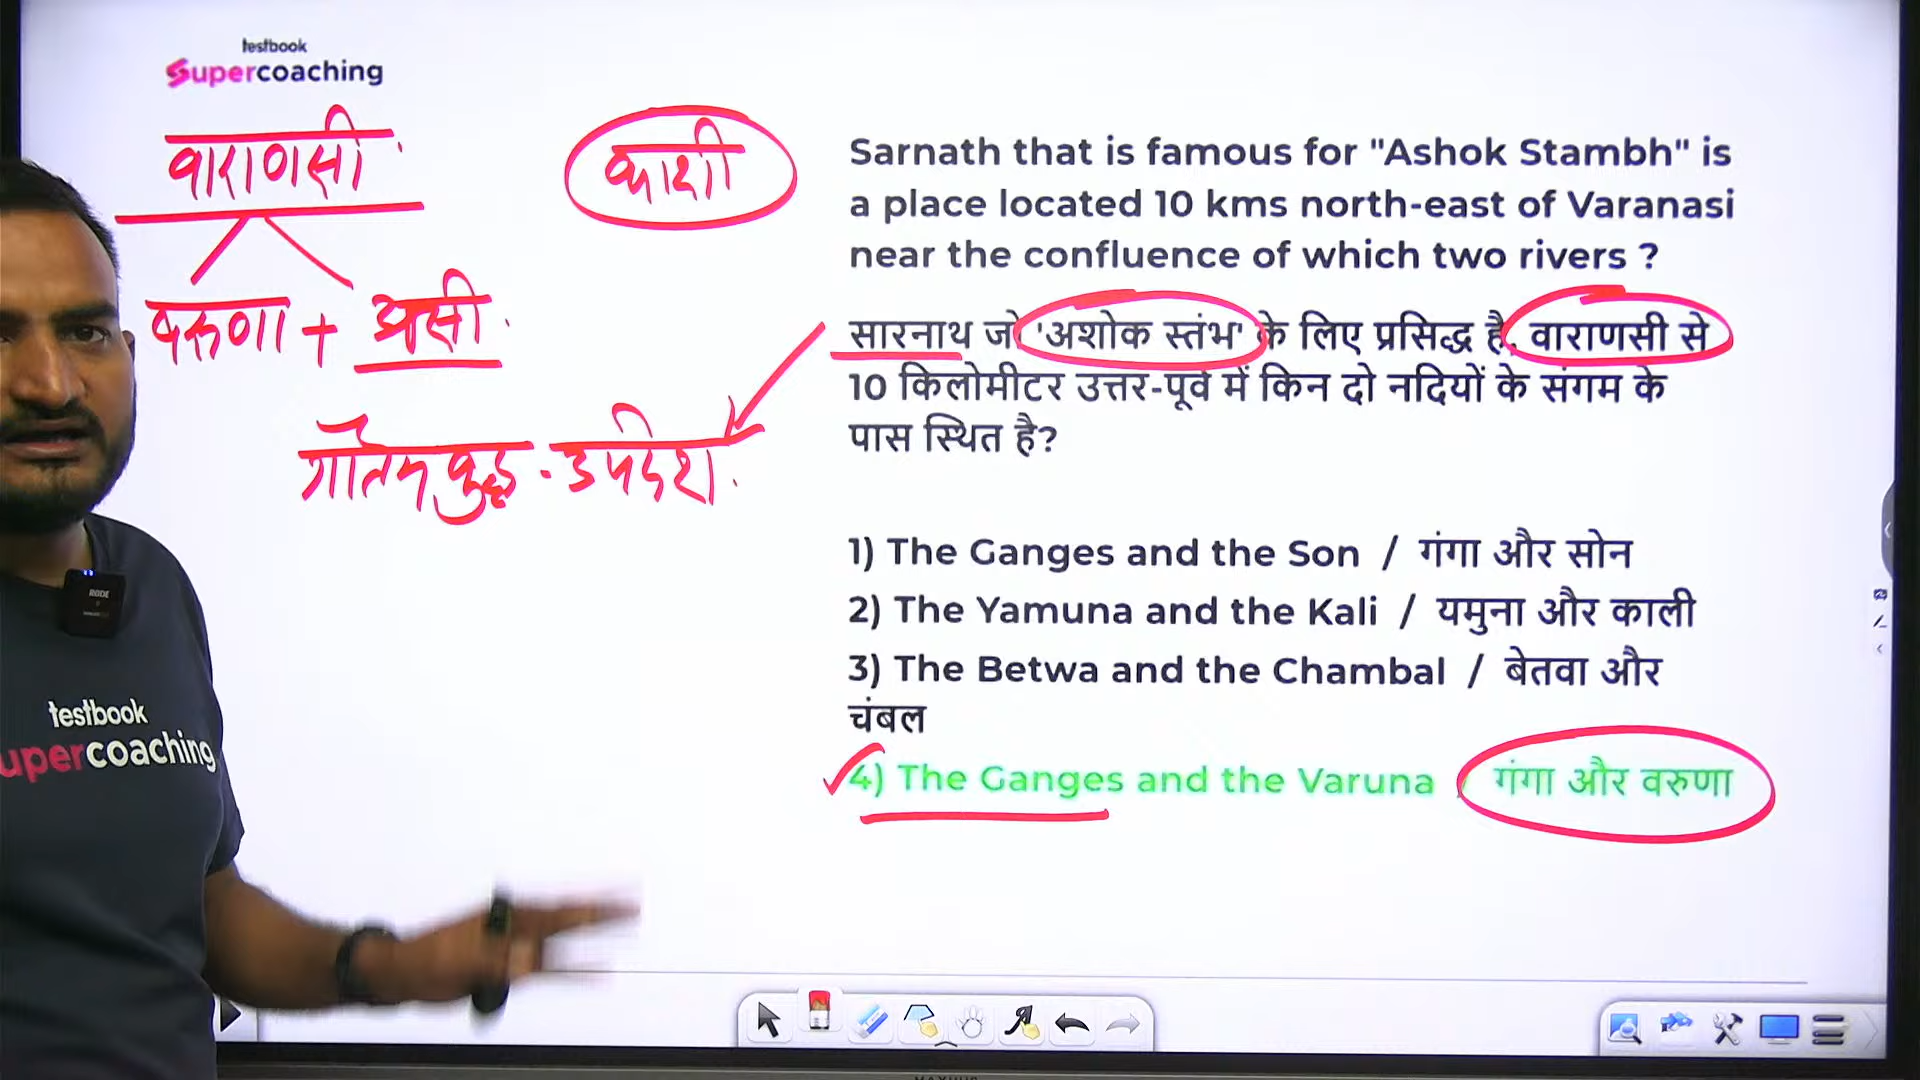 testbook
Supercoaching
वाराणसी
काशी
वरुणा + असी
गौतम बुद्ध - उपदेश
Sarnath that is famous for "Ashok Stambh" is
a place located 10 kms north-east of Varanasi
near the confluence of which two rivers ?
सारनाथ जो 'अशोक स्तंभ' के लिए प्रसिद्ध है, वाराणसी से
10 किलोमीटर उत्तर-पूर्व में किन दो नदियों के संगम के
पास स्थित है?
1) The Ganges and the Son / गंगा और सोन
2) The Yamuna and the Kali / यमुना और काली
3) The Betwa and the Chambal / बेतवा और
चंबल
4) The Ganges and the Varuna / गंगा और वरुणा
RODE
testbook
upercoaching